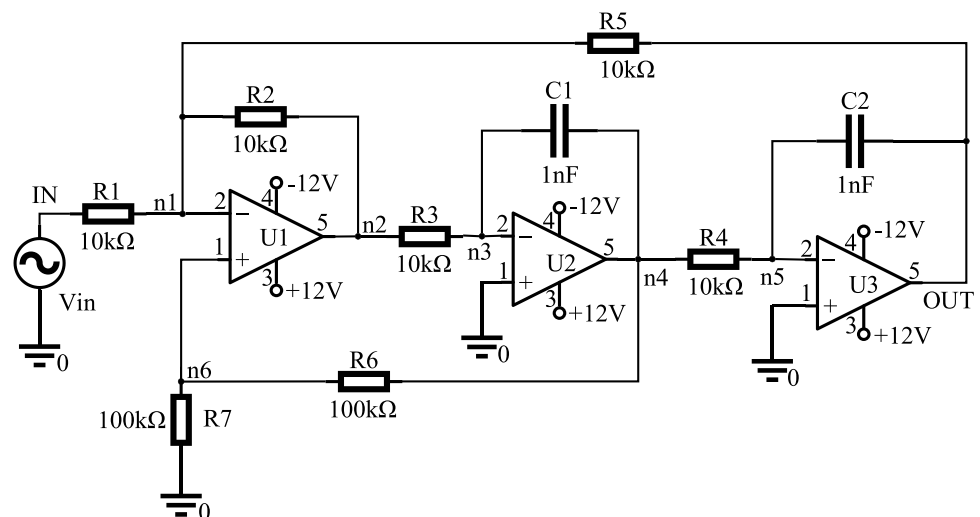 R5
10kΩ
R2
10kΩ
C1
1nF
C2
1nF
IN
R1
10kΩ
n1
2
−
4
-12V
U1
5
1
+
3
+12V
n2
R3
10kΩ
n3
2
−
4
-12V
U2
5
1
+
3
+12V
0
n4
R4
10kΩ
n5
2
−
4
-12V
U3
5
1
+
3
+12V
0
OUT
Vin
0
n6
R6
100kΩ
100kΩ
R7
0